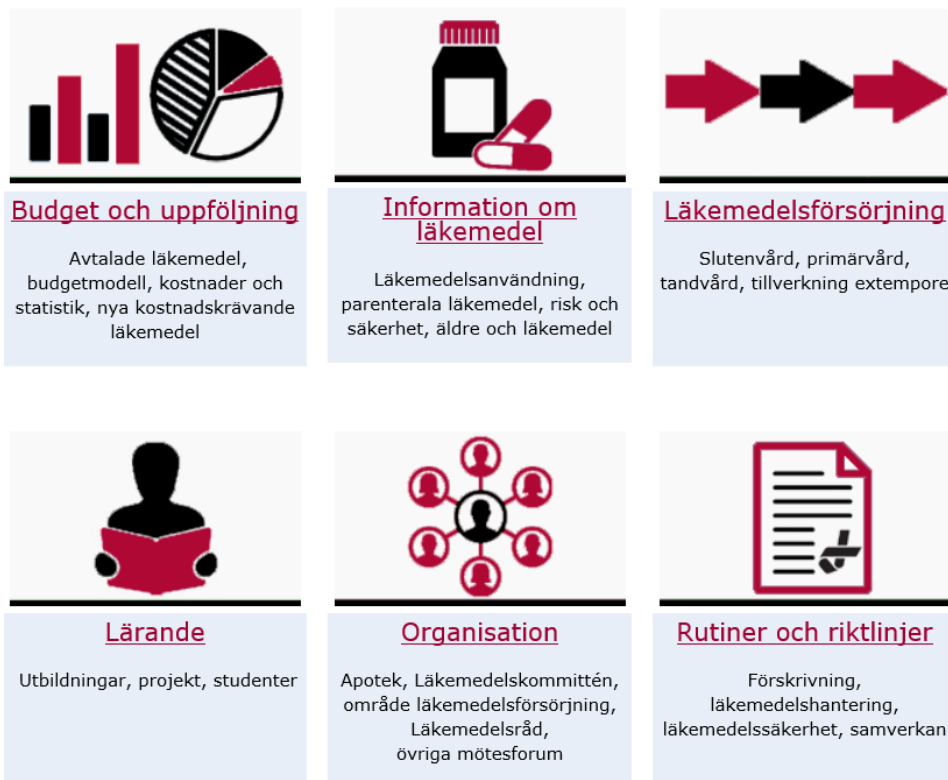 Budget och uppföljning
Avtalade läkemedel,
budgetmodell, kostnader och
statistik, nya kostnadskrävande
läkemedel
Information om
läkemedel
Läkemedelsanvändning,
parenterala läkemedel, risk och
säkerhet, äldre och läkemedel
Läkemedelsförsörjning
Slutenvård, primärvård,
tandvård, tillverkning extempore
Lärande
Utbildningar, projekt, studenter
Organisation
Apotek, Läkemedelskommittén,
område läkemedelsförsörjning,
Läkemedelsråd,
övriga mötesforum
Rutiner och riktlinjer
Förskrivning,
läkemedelshantering,
läkemedelssäkerhet, samverkan